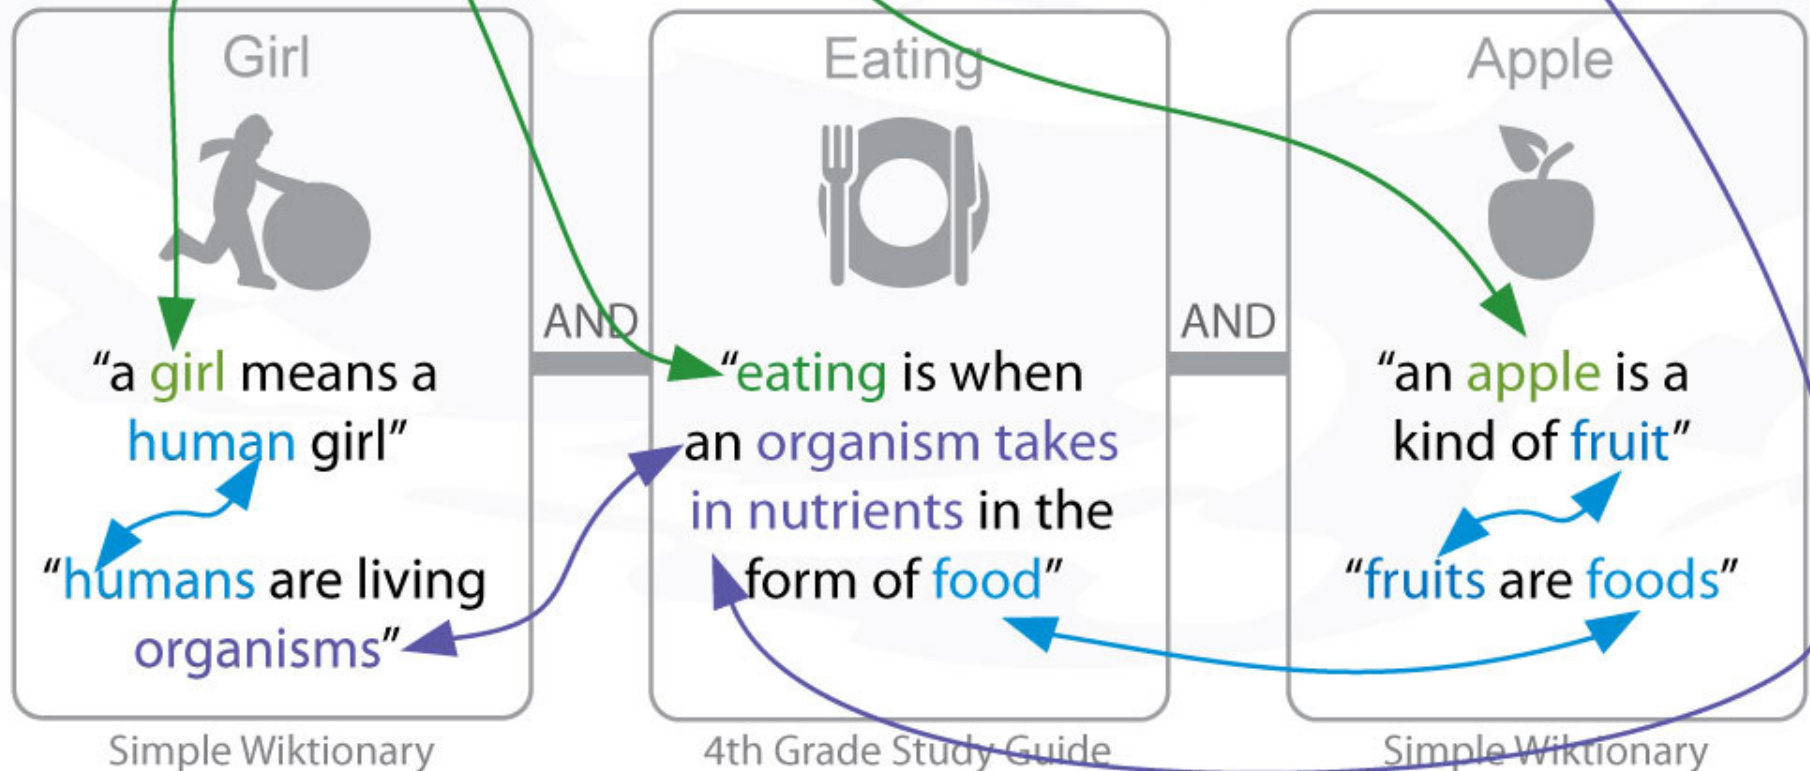 Girl
“a girl means a
human girl”
“humans are living
organisms”
Simple Wiktionary
AND
Eating
“eating is when
an organism takes
in nutrients in the
form of food”
4th Grade Study Guide
AND
Apple
“an apple is a
kind of fruit”
“fruits are foods”
Simple Wiktionary